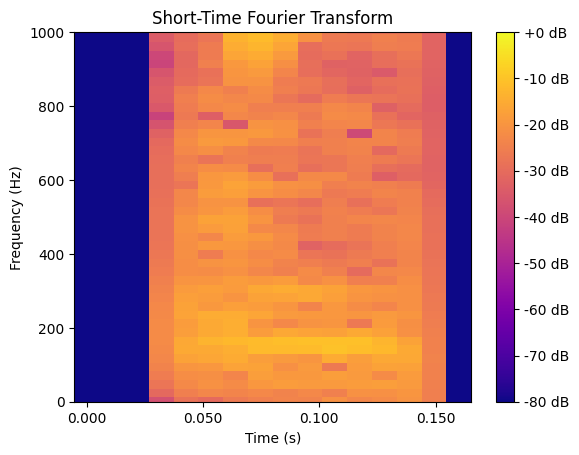 Short-Time Fourier Transform
Frequency (Hz)
1000
800
600
400
200
0
0.000
0.050
0.100
0.150
Time (s)
+0 dB
-10 dB
-20 dB
-30 dB
-40 dB
-50 dB
-60 dB
-70 dB
-80 dB